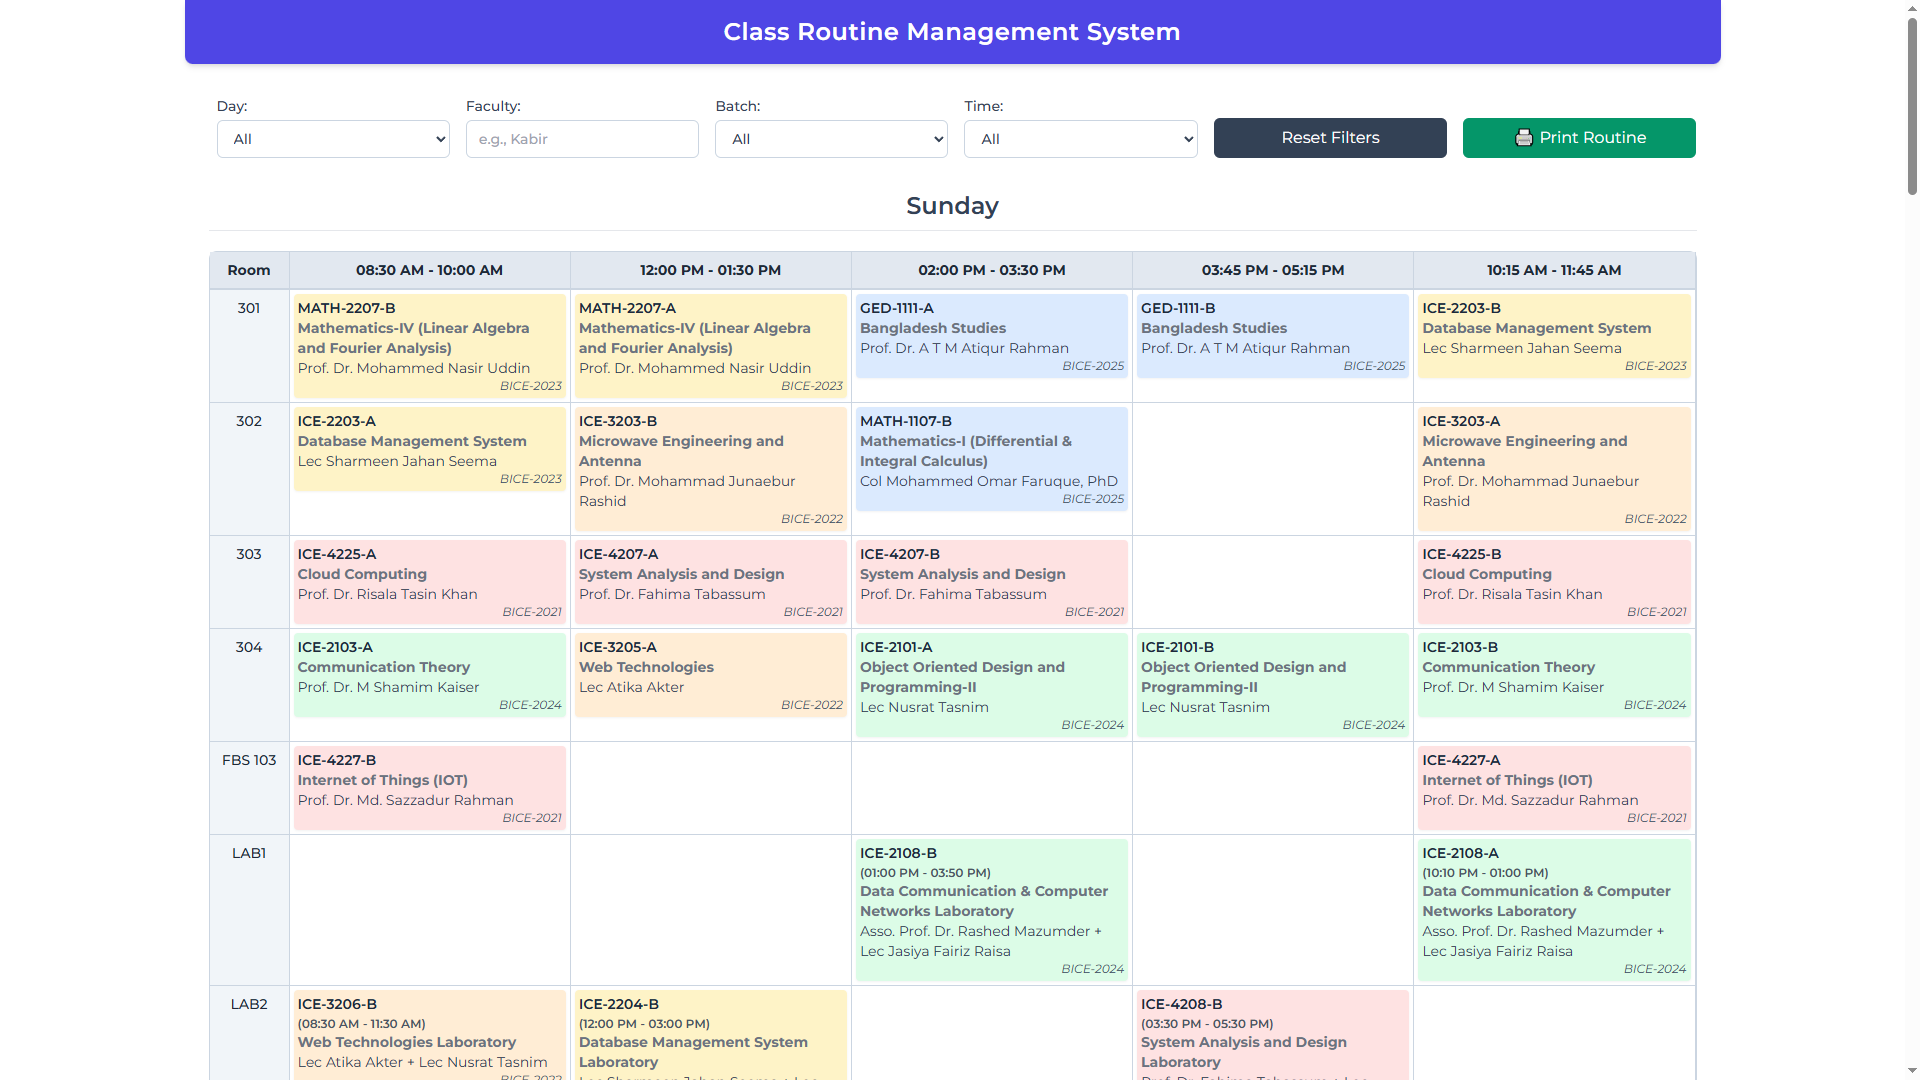 Class Routine Management System
Day:
Faculty:
Batch:
Time:
All
e.g., Kabir
All
All
Reset Filters
Print Routine
Sunday
Room
08:30 AM - 10:00 AM
12:00 PM - 01:30 PM
02:00 PM - 03:30 PM
03:45 PM - 05:15 PM
10:15 AM - 11:45 AM
301
MATH-2207-B
Mathematics-IV (Linear Algebra
and Fourier Analysis)
Prof. Dr. Mohammed Nasir Uddin
BICE-2023
MATH-2207-A
Mathematics-IV (Linear Algebra
and Fourier Analysis)
Prof. Dr. Mohammed Nasir Uddin
BICE-2023
GED-1111-A
Bangladesh Studies
Prof. Dr. A T M Atiqur Rahman
BICE-2025
GED-1111-B
Bangladesh Studies
Prof. Dr. A T M Atiqur Rahman
BICE-2025
ICE-2203-B
Database Management System
Lec Sharmeen Jahan Seema
BICE-2023
302
ICE-2203-A
Database Management System
Lec Sharmeen Jahan Seema
BICE-2023
ICE-3203-B
Microwave Engineering and
Antenna
Prof. Dr. Mohammad Junaebur
Rashid
BICE-2022
MATH-1107-B
Mathematics-I (Differential &
Integral Calculus)
Col Mohammed Omar Faruque, PhD
BICE-2025
ICE-3203-A
Microwave Engineering and
Antenna
Prof. Dr. Mohammad Junaebur
Rashid
BICE-2022
303
ICE-4225-A
Cloud Computing
Prof. Dr. Risala Tasin Khan
BICE-2021
ICE-4207-A
System Analysis and Design
Prof. Dr. Fahima Tabassum
BICE-2021
ICE-4207-B
System Analysis and Design
Prof. Dr. Fahima Tabassum
BICE-2021
ICE-4225-B
Cloud Computing
Prof. Dr. Risala Tasin Khan
BICE-2021
304
ICE-2103-A
Communication Theory
Prof. Dr. M Shamim Kaiser
BICE-2024
ICE-3205-A
Web Technologies
Lec Atika Akter
BICE-2022
ICE-2101-A
Object Oriented Design and
Programming-II
Lec Nusrat Tasnim
BICE-2024
ICE-2101-B
Object Oriented Design and
Programming-II
Lec Nusrat Tasnim
BICE-2024
ICE-2103-B
Communication Theory
Prof. Dr. M Shamim Kaiser
BICE-2024
FBS 103
ICE-4227-B
Internet of Things (IOT)
Prof. Dr. Md. Sazzadur Rahman
BICE-2021
ICE-4227-A
Internet of Things (IOT)
Prof. Dr. Md. Sazzadur Rahman
BICE-2021
LAB1
ICE-2108-B
(01:00 PM - 03:50 PM)
Data Communication & Computer
Networks Laboratory
Asso. Prof. Dr. Rashed Mazumder +
Lec Jasiya Fairiz Raisa
BICE-2024
ICE-2108-A
(10:10 PM - 01:00 PM)
Data Communication & Computer
Networks Laboratory
Asso. Prof. Dr. Rashed Mazumder +
Lec Jasiya Fairiz Raisa
BICE-2024
LAB2
ICE-3206-B
(08:30 AM - 11:30 AM)
Web Technologies Laboratory
Lec Atika Akter + Lec Nusrat Tasnim
BICE-2022
ICE-2204-B
(12:00 PM - 03:00 PM)
Database Management System
Laboratory
ICE-4208-B
(03:30 PM - 05:30 PM)
System Analysis and Design
Laboratory